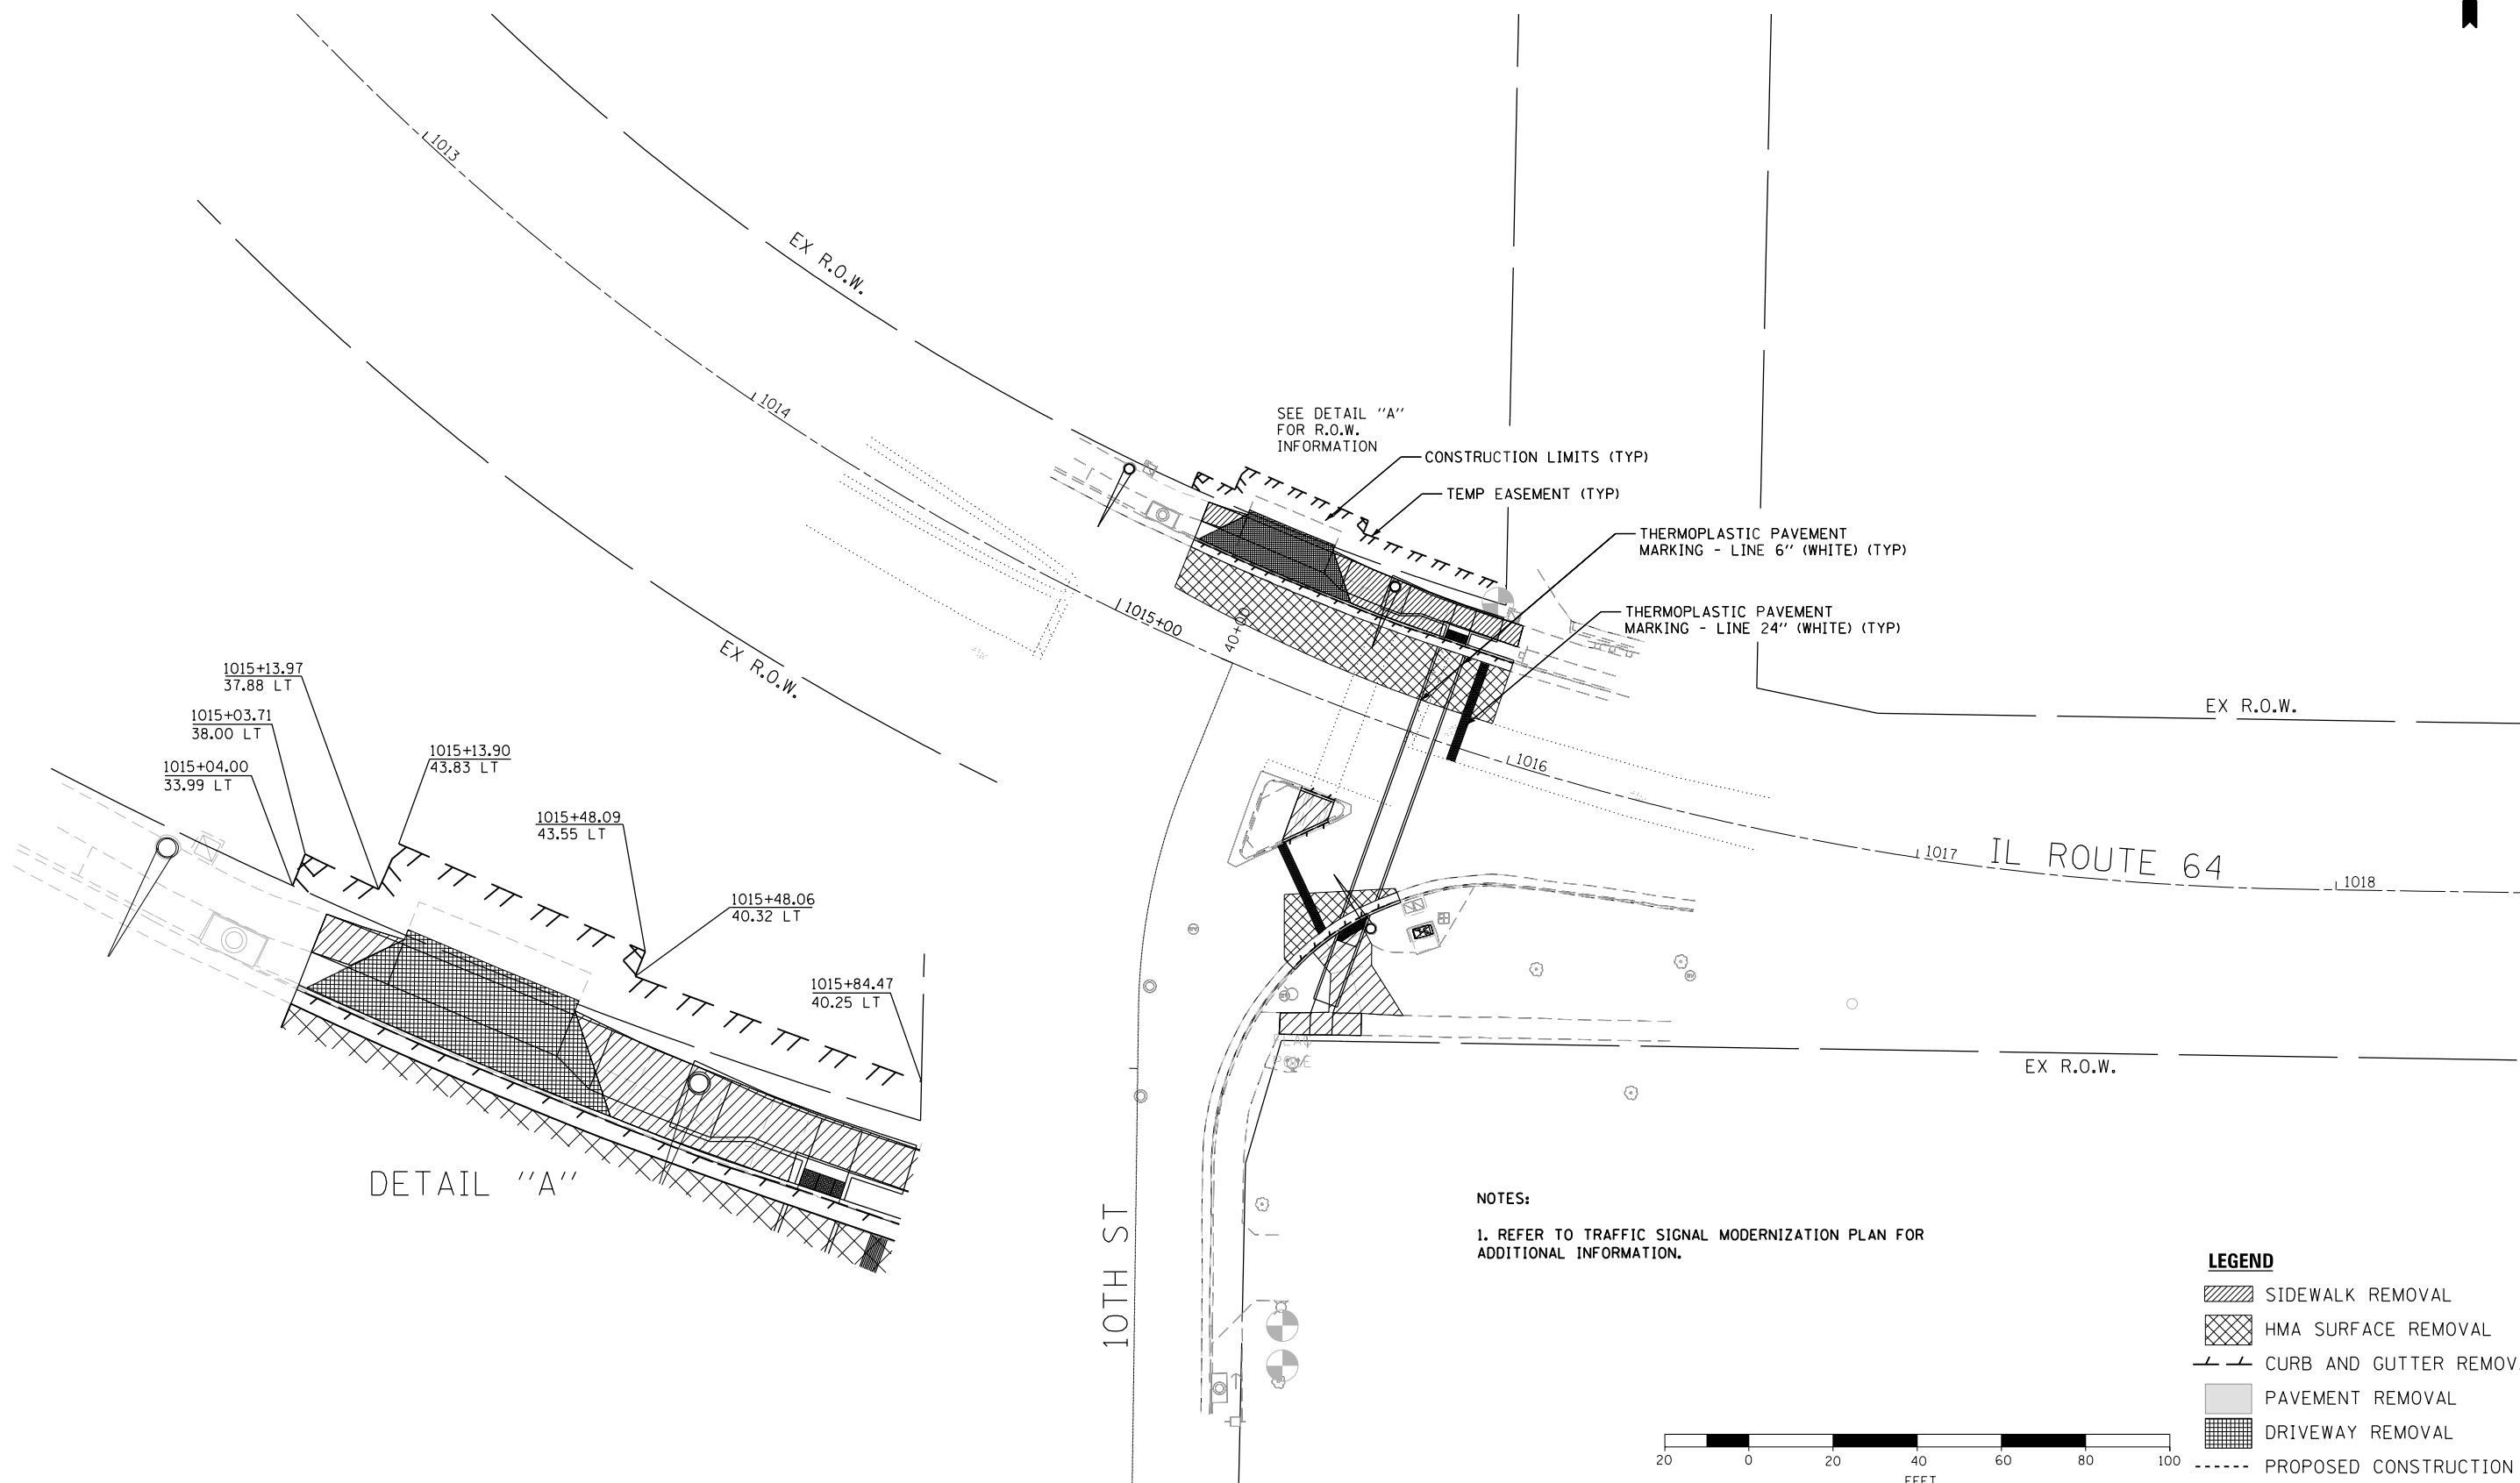 1013
EX R.O.W.
1014
SEE DETAIL "A"
FOR R.O.W.
INFORMATION
CONSTRUCTION LIMITS (TYP)
TEMP EASEMENT (TYP)
THERMOPLASTIC PAVEMENT
MARKING - LINE 6" (WHITE) (TYP)
THERMOPLASTIC PAVEMENT
MARKING - LINE 24" (WHITE) (TYP)
1015+00
40+00
EX R.O.W.
EX R.O.W.
1016
1017
IL ROUTE 64
1018
1015+13.97
37.88 LT
1015+03.71
38.00 LT
1015+04.00
33.99 LT
1015+13.90
43.83 LT
1015+48.09
43.55 LT
1015+48.06
40.32 LT
1015+84.47
40.25 LT
DETAIL "A"
EX R.O.W.
10TH ST
NOTES:
1. REFER TO TRAFFIC SIGNAL MODERNIZATION PLAN FOR
ADDITIONAL INFORMATION.
LEGEND
SIDEWALK REMOVAL
HMA SURFACE REMOVAL
CURB AND GUTTER REMOV
PAVEMENT REMOVAL
DRIVEWAY REMOVAL
PROPOSED CONSTRUCTION
20 0 20 40 60 80 100
FEET